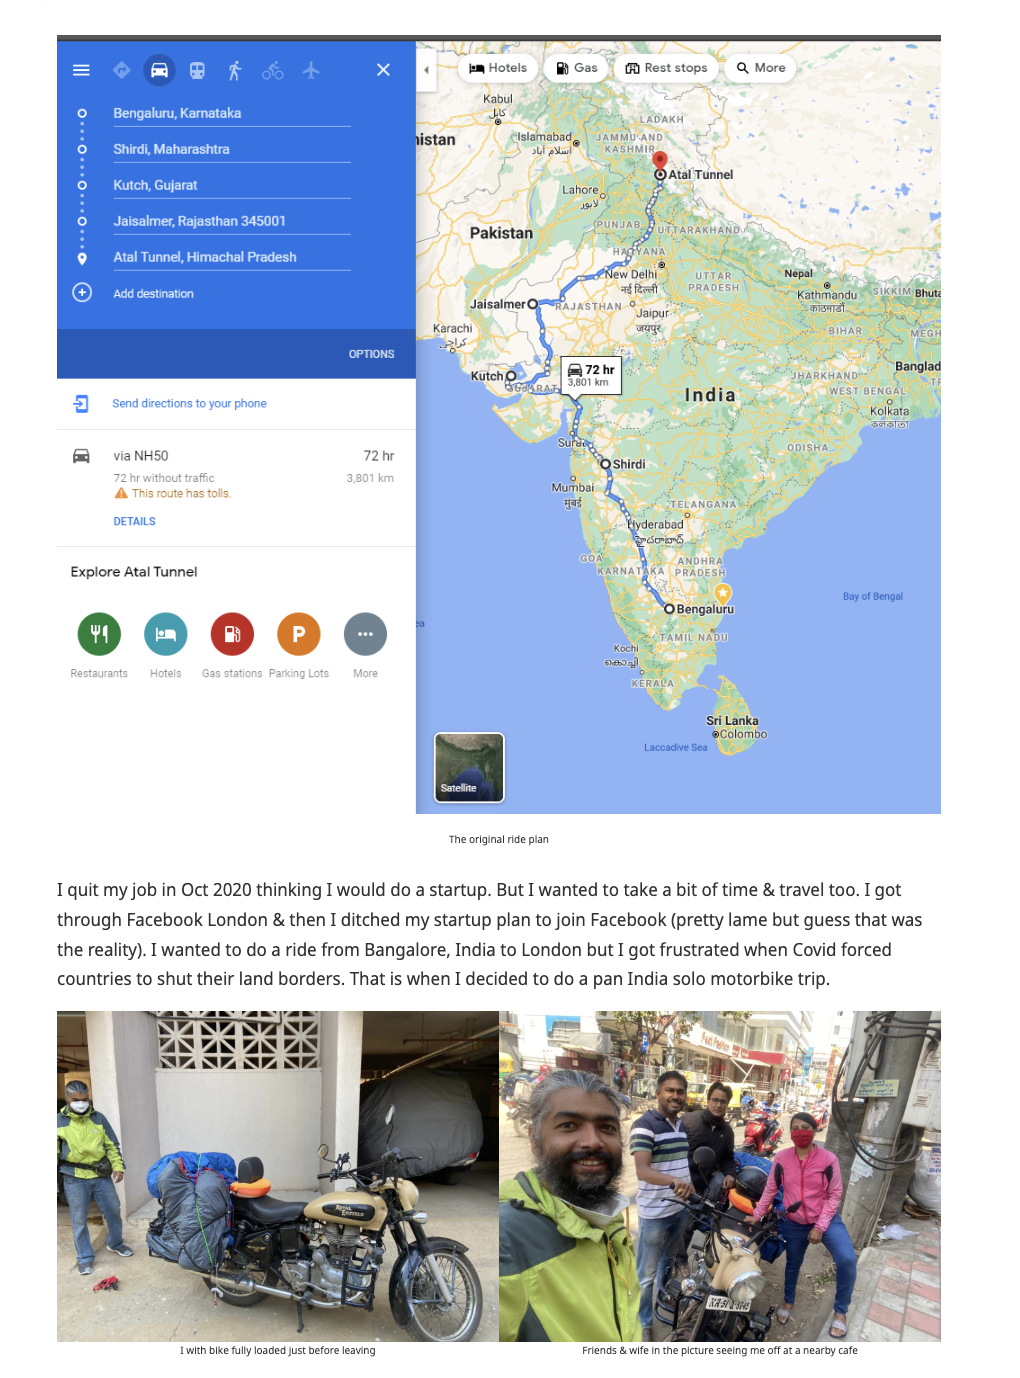 Bengaluru, Karnataka
Shirdi, Maharashtra
Kutch, Gujarat
Jaisalmer, Rajasthan 345001
Atal Tunnel, Himachal Pradesh
Add destination
OPTIONS
Send directions to your phone
via NH50 72 hr
72 hr without traffic 3,801 km
This route has tolls.
DETAILS
Explore Atal Tunnel
P
Restaurants Hotels Gas stations Parking Lots More
Hotels Gas Rest stops More
Kabul
کابل
LADAKH
nistan
Islamabad
اسلام آباد
JAMMU AND
KASHMIR
Atal Tunnel
Lahore
لاہور
PUNJAB
UTTARAKHAND
Pakistan
HARYANA
New Delhi
नई दिल्ली
UTTAR
PRADESH
Nepal
Kathmandu
काठमाडौं
SIKKIM
Bhuta
Jaisalmer
RAJASTHAN
Jaipur
जयपुर
Karachi
کراچی
BIHAR
MEGH
Kutch
GUJARAT
72 hr
3,801 km
India
JHARKHAND
Banglad
WEST BENGAL
Kolkata
কলকাতা
Surat
ODISHA
Shirdi
Mumbai
मुंबई
TELANGANA
Hyderabad
హైదరాబాద్
GOA
KARNATAKA
ANDHRA
PRADESH
Bay of Bengal
Bengaluru
ea
TAMIL NADU
Kochi
കൊച്ചി
KERALA
Sri Lanka
Colombo
Laccadive Sea
Satellite
The original ride plan
I quit my job in Oct 2020 thinking I would do a startup. But I wanted to take a bit of time & travel too. I got
through Facebook London & then I ditched my startup plan to join Facebook (pretty lame but guess that was
the reality). I wanted to do a ride from Bangalore, India to London but I got frustrated when Covid forced
countries to shut their land borders. That is when I decided to do a pan India solo motorbike trip.
ROYAL
ENFIELD
I with bike fully loaded just before leaving
Friends & wife in the picture seeing me off at a nearby cafe